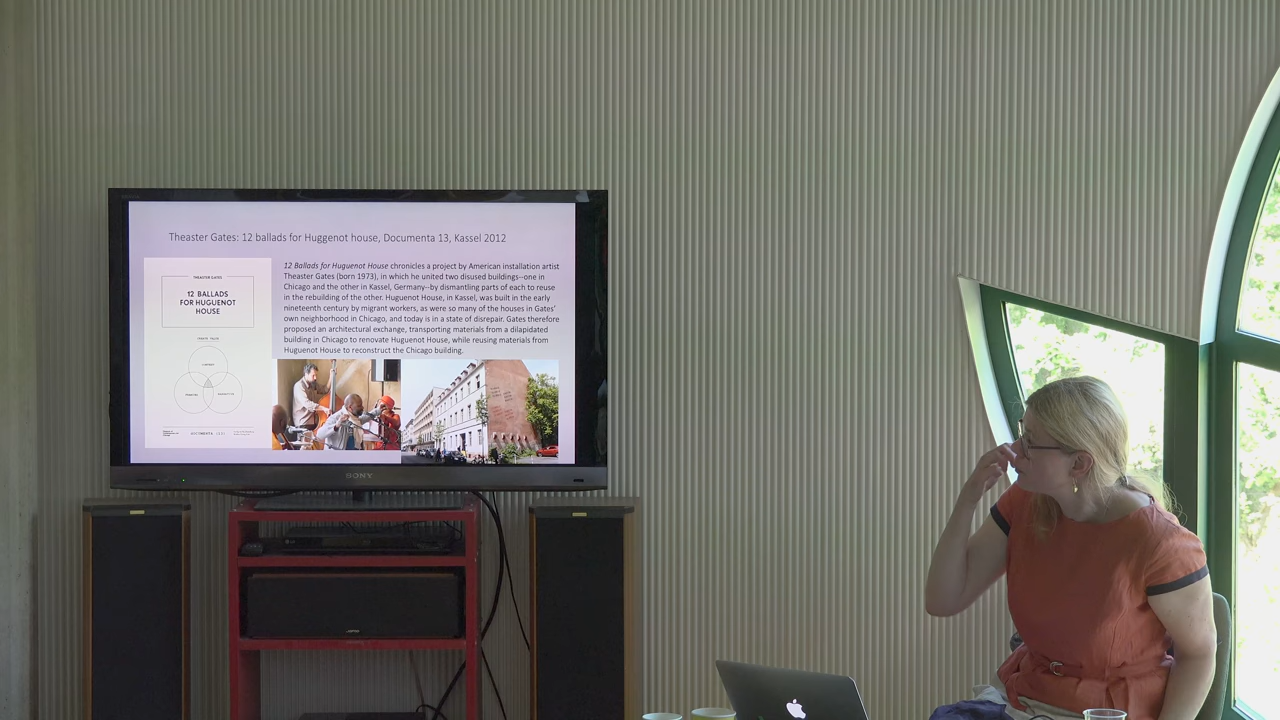 Theaster Gates: 12 ballads for Huggenot house, Documenta 13, Kassel 2012
THEASTER GATES
12 BALLADS
FOR HUGUENOT
HOUSE
12 Ballads for Huguenot House chronicles a project by American installation artist
Theaster Gates (born 1973), in which he united two disused buildings--one in
Chicago and the other in Kassel, Germany--by dismantling parts of each to reuse
in the rebuilding of the other. Huguenot House, in Kassel, was built in the early
nineteenth century by migrant workers, as were so many of the houses in Gates'
own neighborhood in Chicago, and today is in a state of disrepair. Gates therefore
proposed an architectural exchange, transporting materials from a dilapidated
building in Chicago to renovate Huguenot House, while reusing materials from
Huguenot House to reconstruct the Chicago building.
SONY